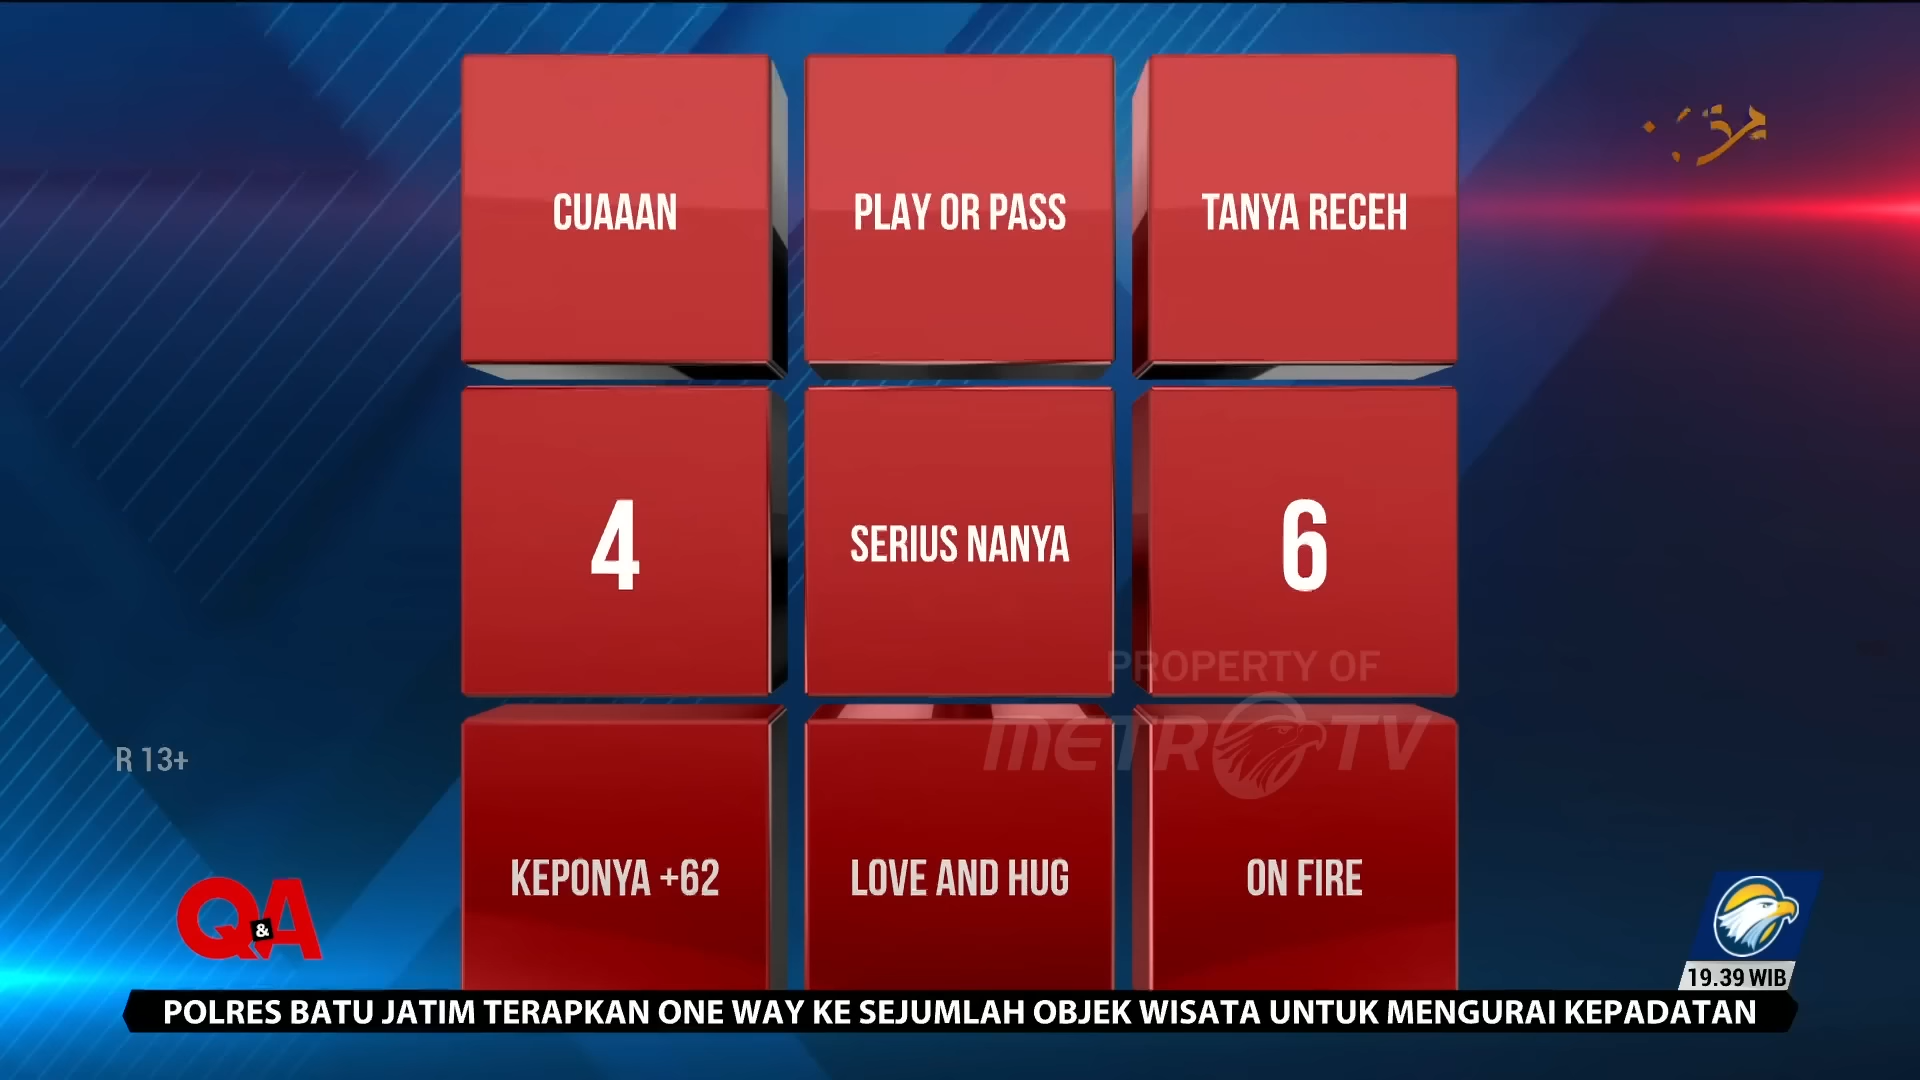 CUAAAN
PLAY OR PASS
TANYA RECEH
4
SERIUS NANYA
6
PROPERTY OF
METRO TV
R 13+
KEPONYA +62
LOVE AND HUG
ON FIRE
Q&A
19.39 WIB
POLRES BATU JATIM TERAPKAN ONE WAY KE SEJUMLAH OBJEK WISATA UNTUK MENGURAI KEPADATAN